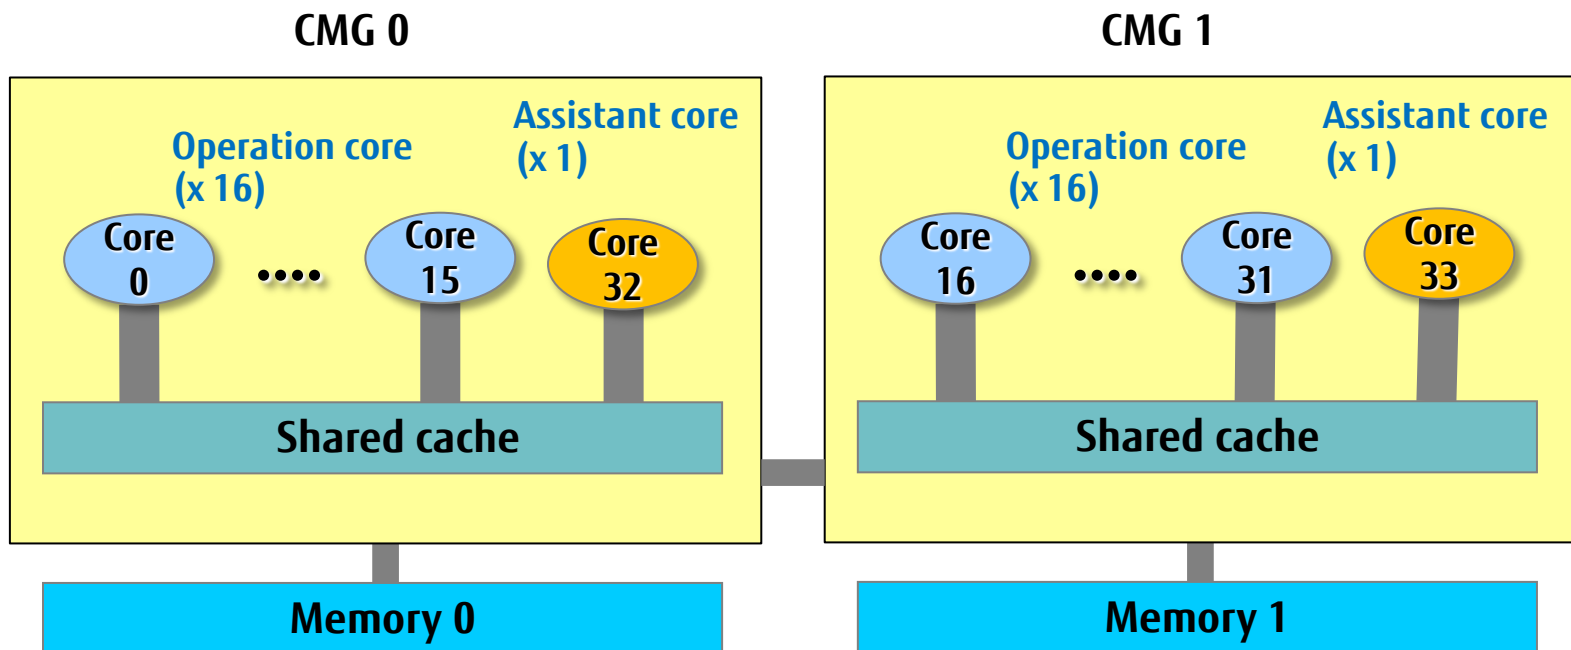 CMG 0
Operation core
(x 16)
Assistant core
(x 1)
Core
0
••••
Core
15
Core
32
Shared cache
Memory 0
CMG 1
Operation core
(x 16)
Assistant core
(x 1)
Core
16
••••
Core
31
Core
33
Shared cache
Memory 1